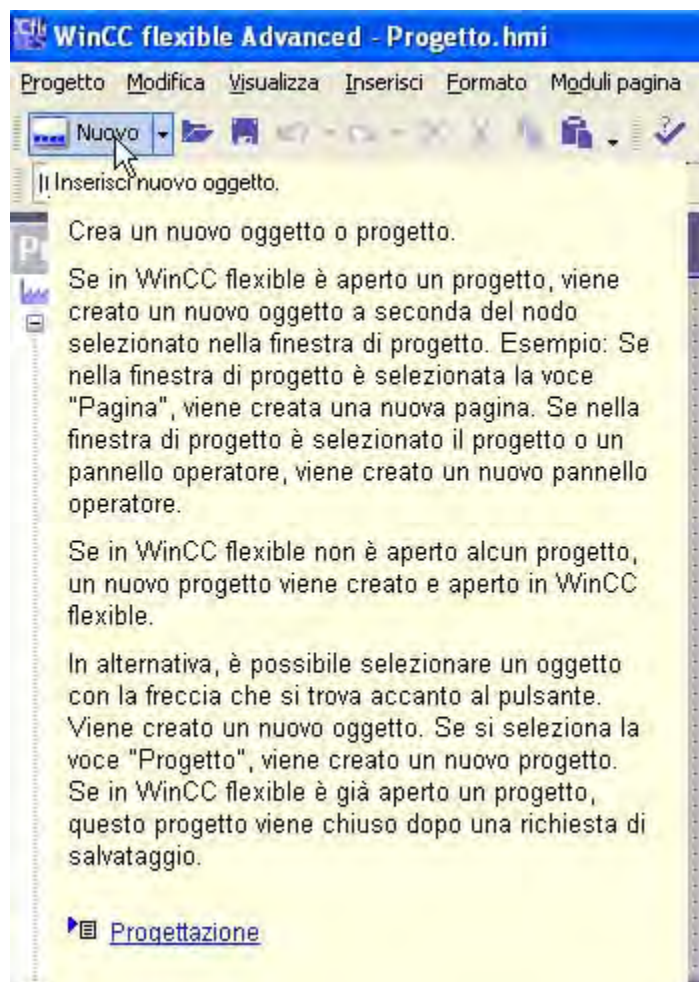 WinCC flexible Advanced - Progetto.hmi
Progetto Modifica Visualizza Inserisci Formato Moduli pagina
Nuovo
Inserisci nuovo oggetto.
Crea un nuovo oggetto o progetto.
Se in WinCC flexible è aperto un progetto, viene
creato un nuovo oggetto a seconda del nodo
selezionato nella finestra di progetto. Esempio: Se
nella finestra di progetto è selezionata la voce
"Pagina", viene creata una nuova pagina. Se nella
finestra di progetto è selezionato il progetto o un
pannello operatore, viene creato un nuovo pannello
operatore.
Se in WinCC flexible non è aperto alcun progetto,
un nuovo progetto viene creato e aperto in WinCC
flexible.
In alternativa, è possibile selezionare un oggetto
con la freccia che si trova accanto al pulsante.
Viene creato un nuovo oggetto. Se si seleziona la
voce "Progetto", viene creato un nuovo progetto.
Se in WinCC flexible è già aperto un progetto,
questo progetto viene chiuso dopo una richiesta di
salvataggio.
Progettazione